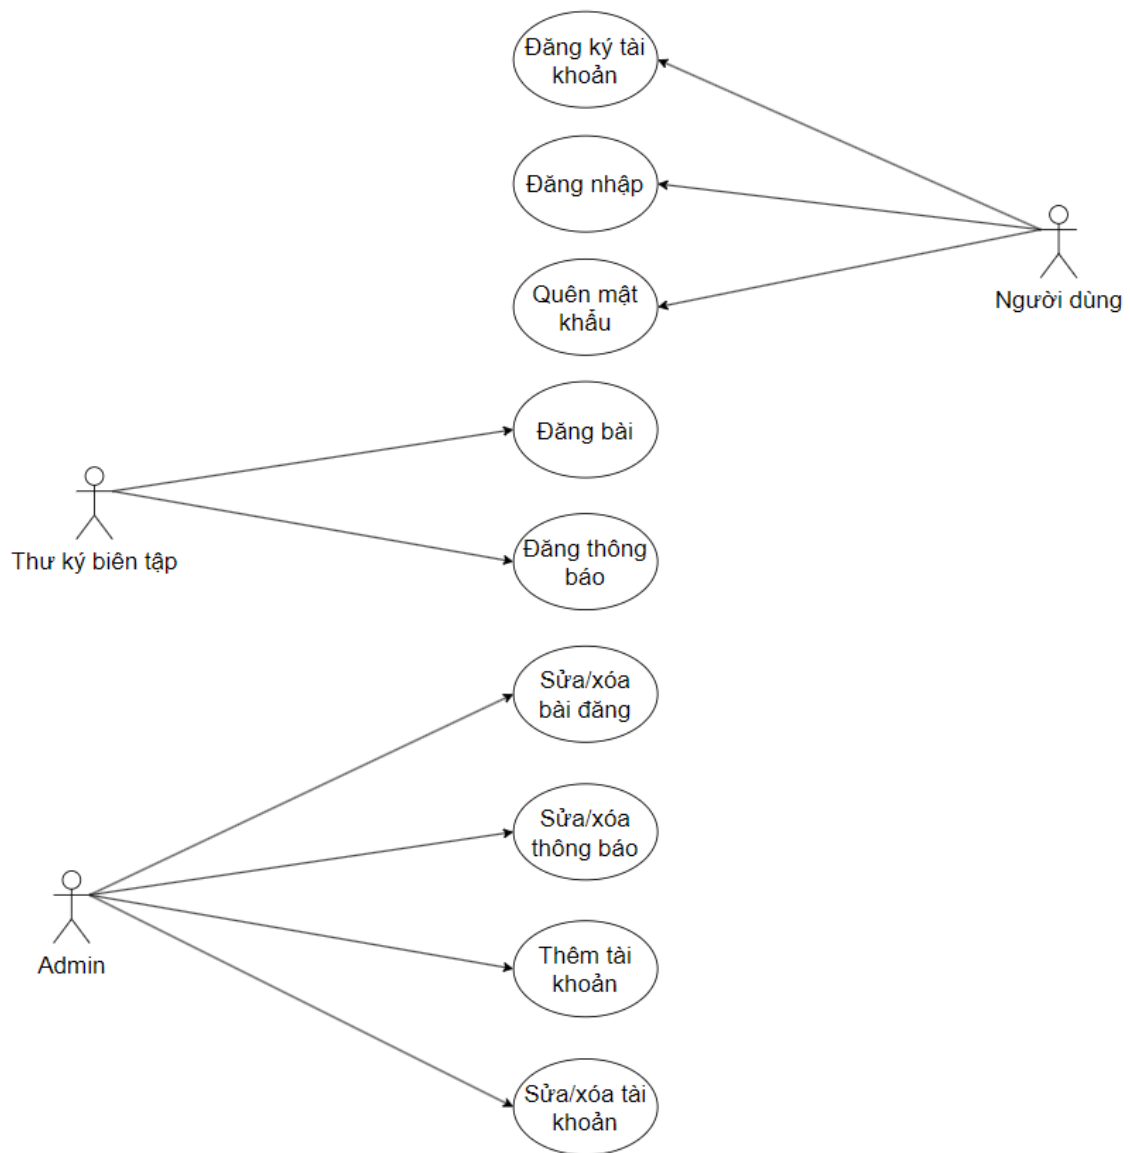 Đăng ký tài
khoản
Đăng nhập
Người dùng
Quên mật
khẩu
Đăng bài
Thư ký biên tập
Đăng thông
báo
Sửa/xóa
bài đăng
Sửa/xóa
thông báo
Admin
Thêm tài
khoản
Sửa/xóa tài
khoản